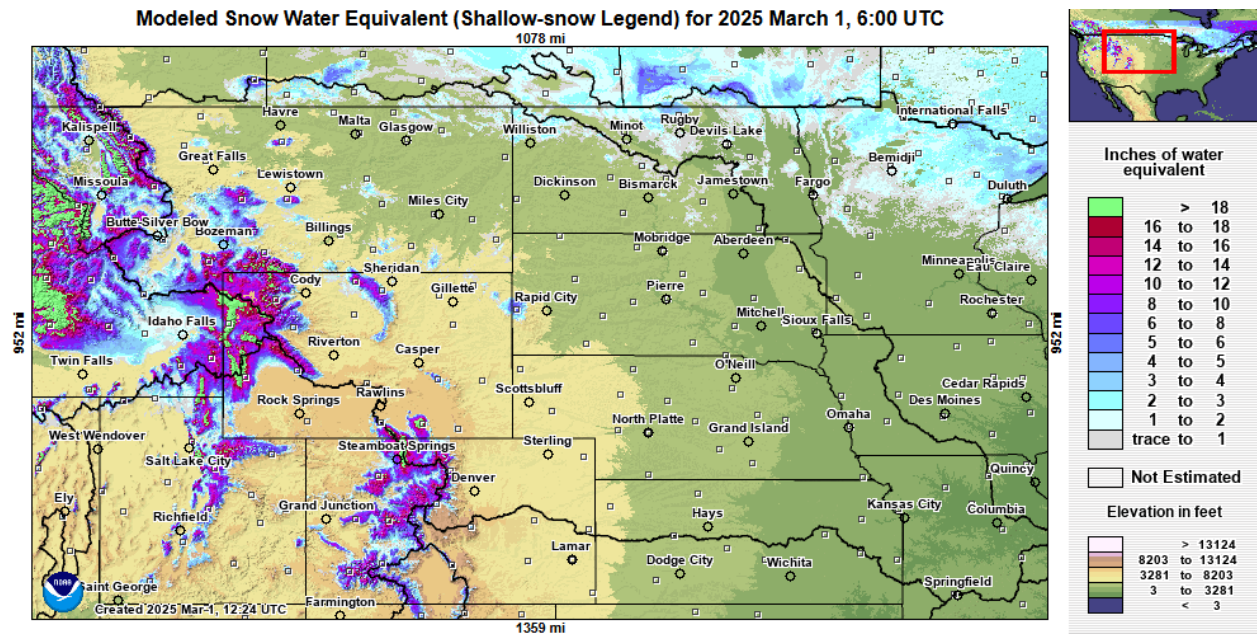 Modeled Snow Water Equivalent (Shallow-snow Legend) for 2025 March 1, 6:00 UTC
1078 mi
952 mi
952 mi
1359 mi
Kalispell
Havre
Malta
Glasgow
Williston
Minot
Rugby
Devils Lake
International Falls
Great Falls
Bemidji
Missoula
Lewistown
Dickinson
Bismarck
Jamestown
Fargo
Duluth
Miles City
Butte-Silver Bow
Bozeman
Billings
Mobridge
Aberdeen
Minneapolis
Eau Claire
Sheridan
Cody
Gillette
Rapid City
Pierre
Rochester
Idaho Falls
Mitchell
Sioux Falls
Riverton
Casper
Twin Falls
O'Neill
Scottsbluff
Cedar Rapids
Rock Springs
Rawlins
Des Moines
North Platte
Grand Island
Omaha
West Wendover
Salt Lake City
Steamboat Springs
Sterling
Quincy
Denver
Ely
Grand Junction
Richfield
Hays
Kansas City
Columbia
Lamar
Dodge City
Wichita
Springfield
Saint George
Farmington
NOAA
Created 2025 Mar 1, 12:24 UTC
Inches of water
equivalent
> 18
16 to 18
14 to 16
12 to 14
10 to 12
8 to 10
6 to 8
5 to 6
4 to 5
3 to 4
2 to 3
1 to 2
trace to 1
Not Estimated
Elevation in feet
> 13124
8203 to 13124
3281 to 8203
3 to 3281
< 3